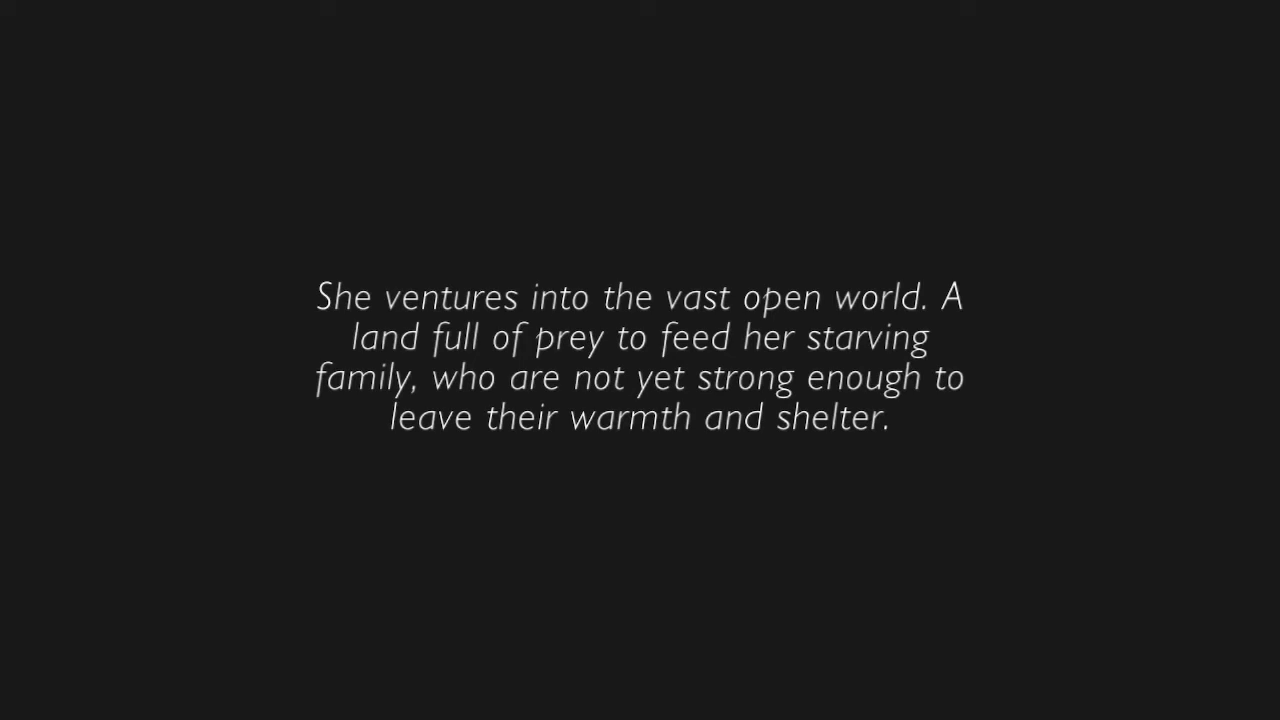 She ventures into the vast open world. A
land full of prey to feed her starving
family, who are not yet strong enough to
leave their warmth and shelter.